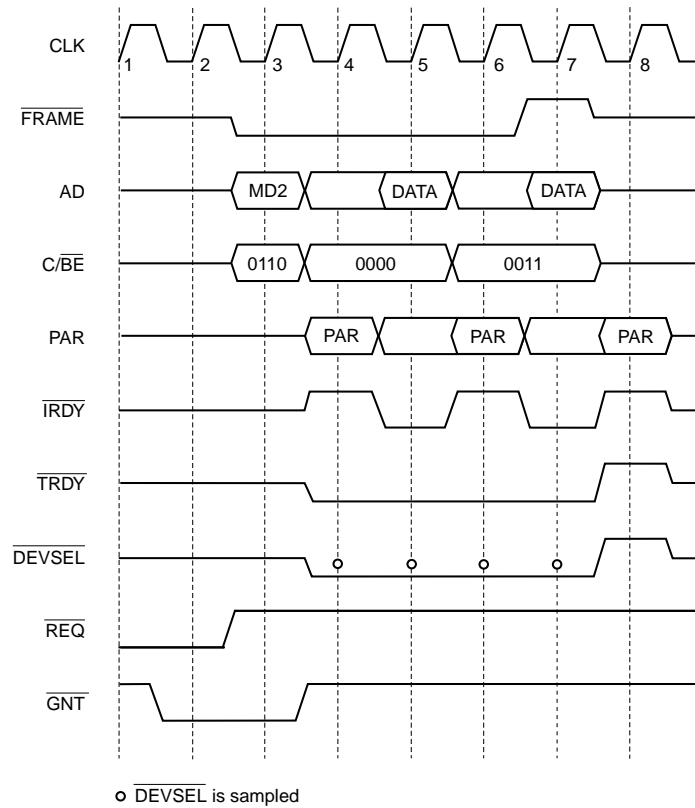 CLK
1 2 3 4 5 6 7 8
FRAME
AD MD2 DATA DATA
C/BE 0110 0000 0011
PAR PAR PAR PAR
IRDY
TRDY
DEVSEL
REQ
GNT
DEVSEL is sampled